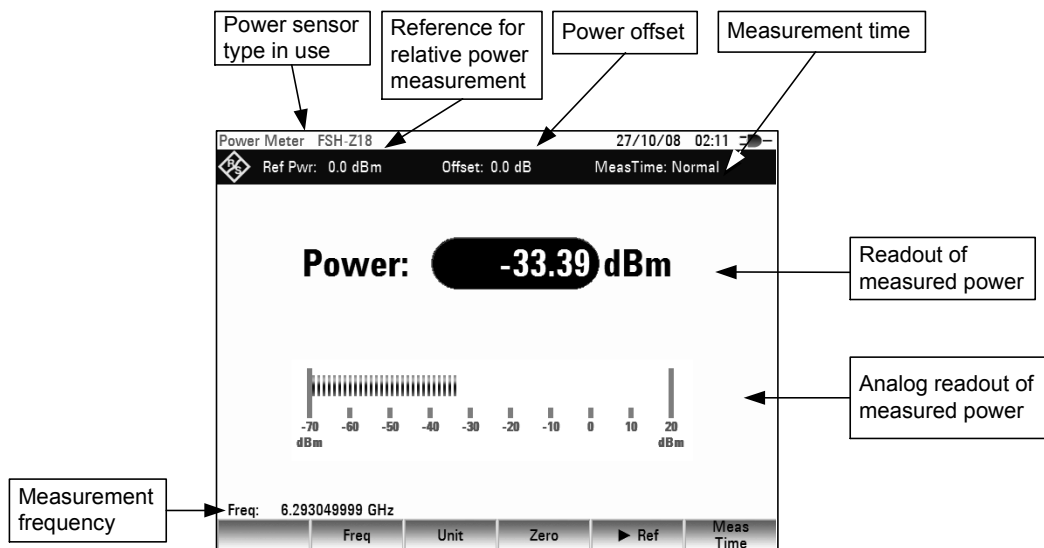 Power sensor
type in use
Reference for
relative power
measurement
Power offset
Measurement time
Power Meter FSH-Z18 27/10/08 02:11
R&S Ref Pwr: 0.0 dBm Offset: 0.0 dB MeasTime: Normal
Power: -33.39 dBm
Readout of
measured power
-70 -60 -50 -40 -30 -20 -10 0 10 20
dBm dBm
Analog readout of
measured power
Measurement
frequency
Freq: 6.293049999 GHz
Freq Unit Zero ► Ref Meas
Time